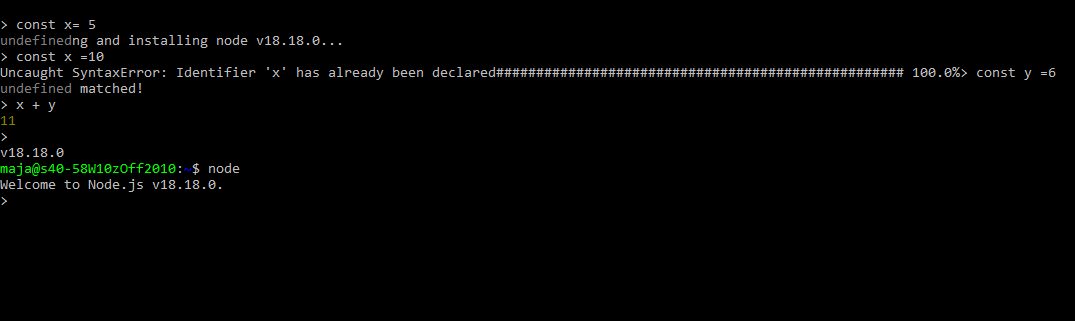 > const x= 5
undefinedng and installing node v18.18.0...
> const x =10
Uncaught SyntaxError: Identifier 'x' has already been declared################################################### 100.0%> const y =6
undefined matched!
> x + y
11
>
v18.18.0
maja@s40-58W10zOff2010:~$ node
Welcome to Node.js v18.18.0.
>